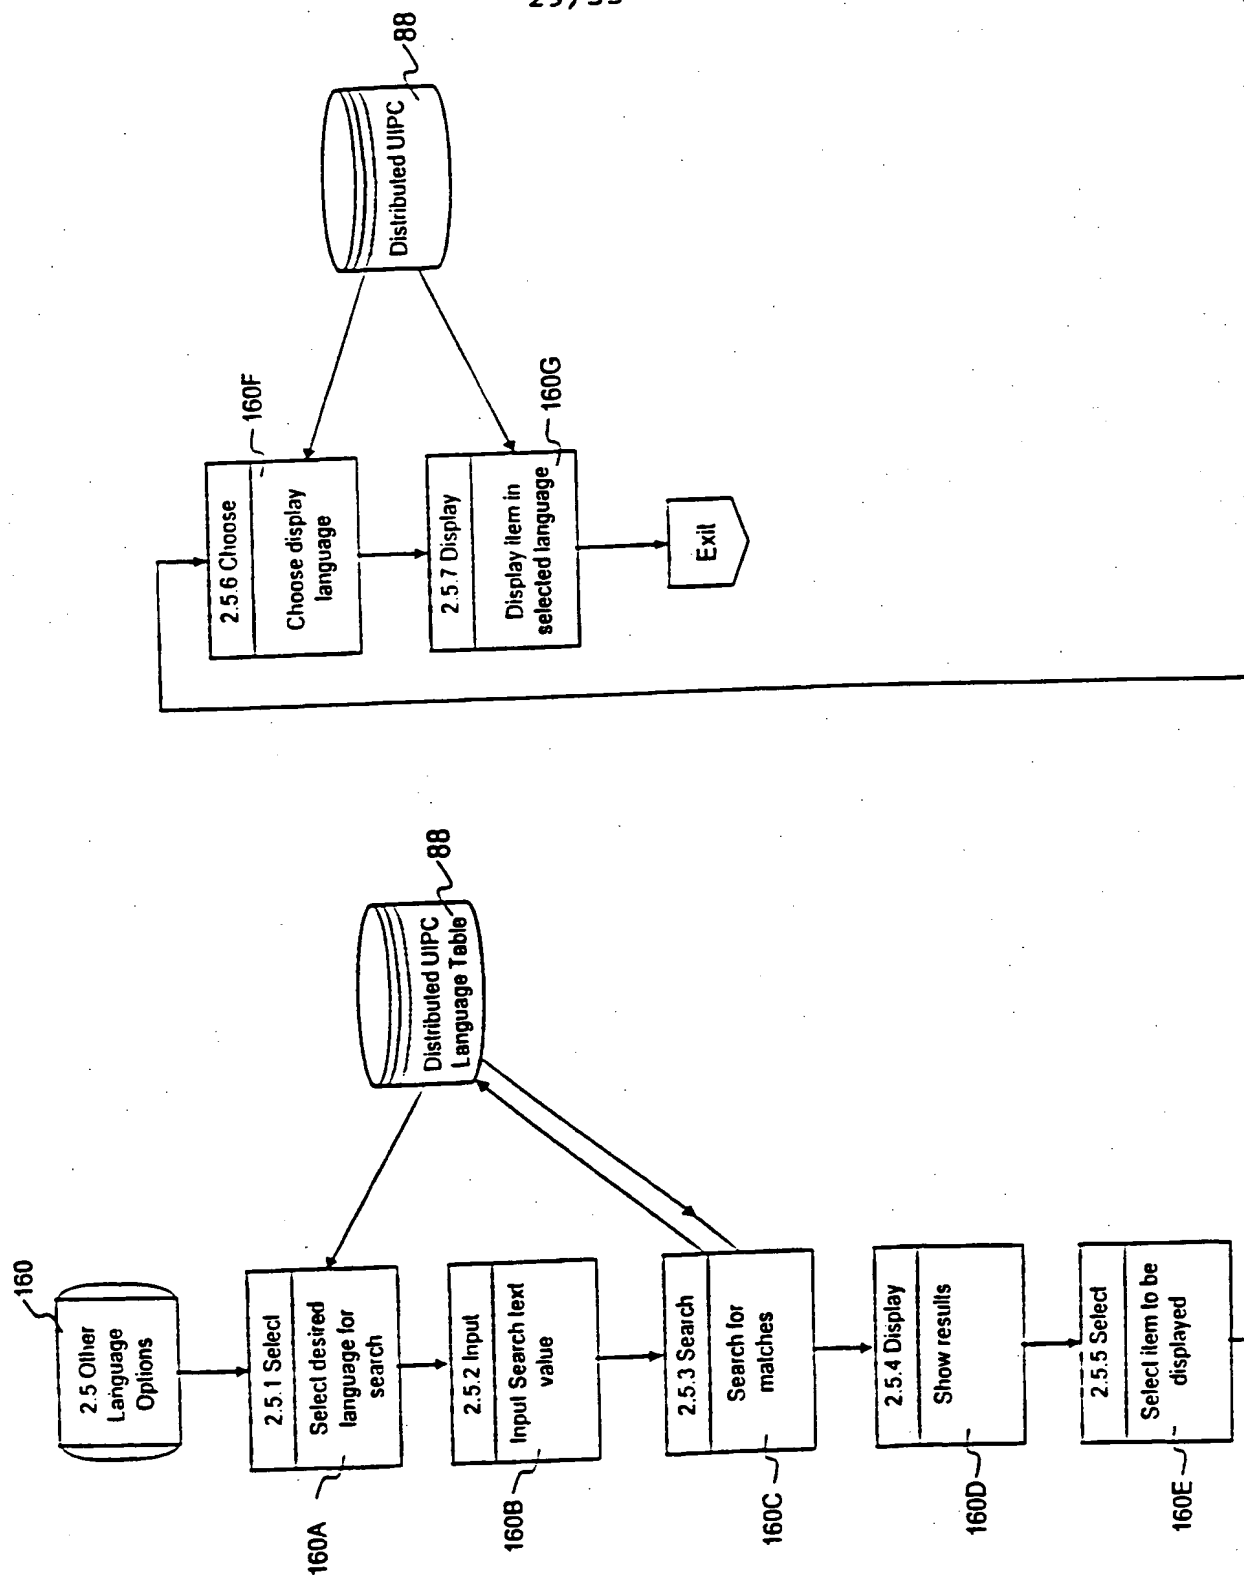 160
2.5 Other
Language
Options
2.5.1 Select
Select desired
language for
search
160A
2.5.2 Input
Input Search text
value
160B
2.5.3 Search
Search for
matches
160C
2.5.4 Display
Show results
160D
2.5.5 Select
Select item to be
displayed
160E
Distributed UIPC
Language Table
88
2.5.6 Choose
Choose display
language
160F
2.5.7 Display
Display item in
selected language
160G
Exit
Distributed UIPC
88